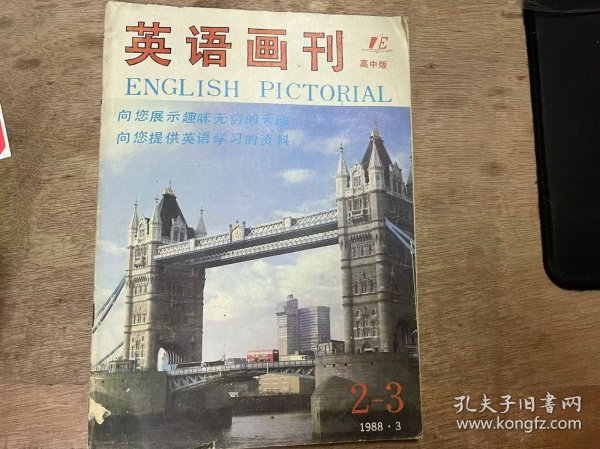 英语画刊
1E
高中版
ENGLISH PICTORIAL
向您展示趣味无穷的天地
向您提供英语学习的资料
2-3
1988·3
孔夫子旧书网
www.kongfz.com